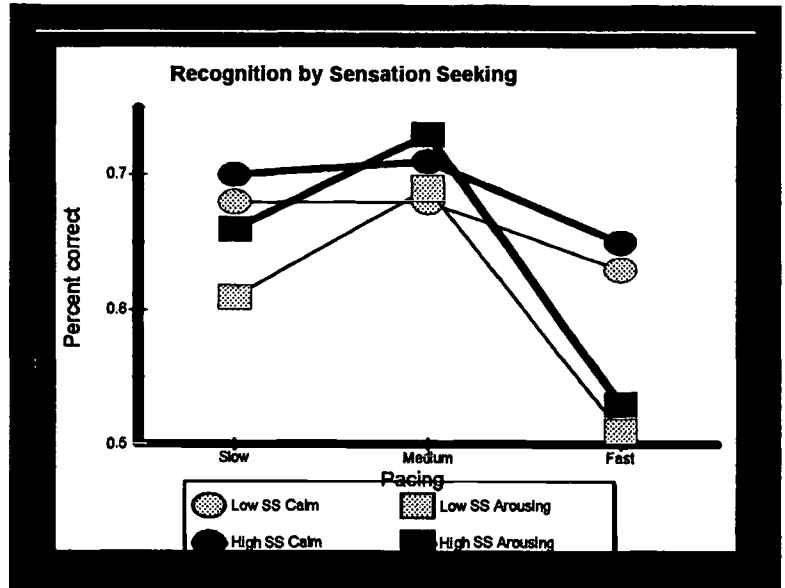 Recognition by Sensation Seeking
Percent correct
0.7
0.6
0.5
Slow Medium Fast
Pacing
Low SS Calm Low SS Arousing
High SS Calm High SS Arousing